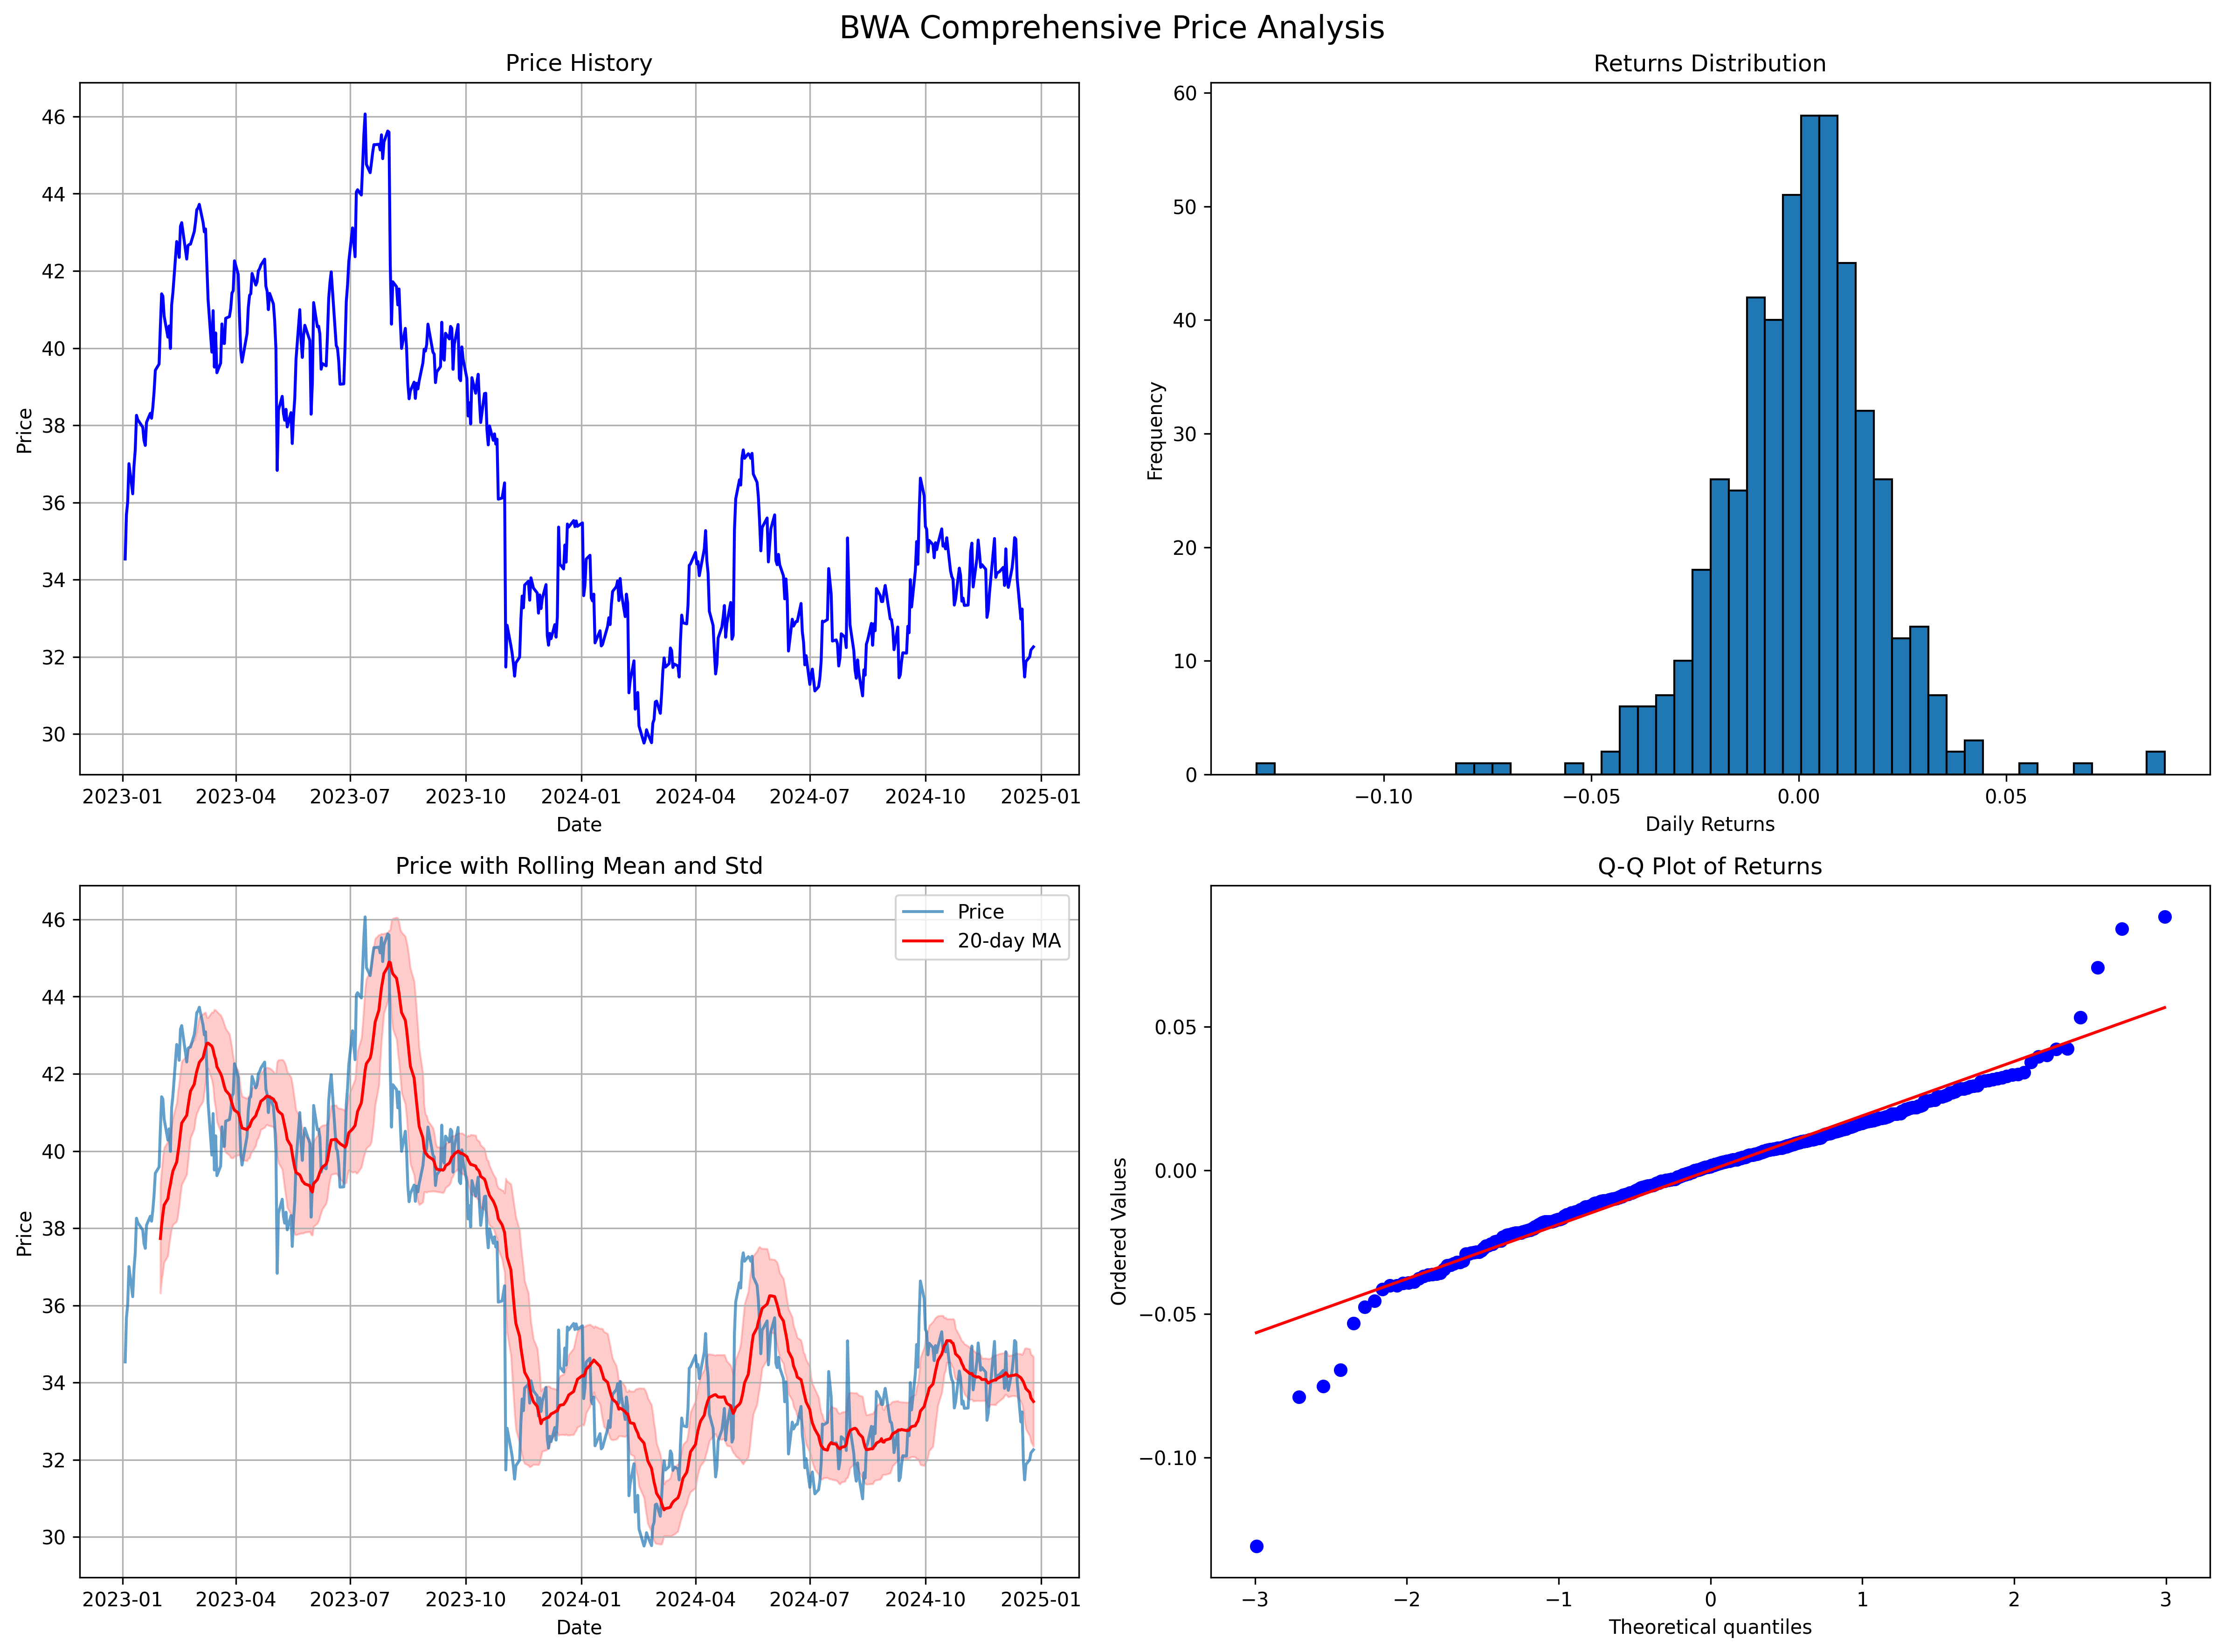 BWA Comprehensive Price Analysis
Price History
46
44
42
40
38
36
34
32
30
Price
2023-01 2023-04 2023-07 2023-10 2024-01 2024-04 2024-07 2024-10 2025-01
Date
Returns Distribution
60
50
40
30
20
10
0
Frequency
−0.10 −0.05 0.00 0.05
Daily Returns
Price with Rolling Mean and Std
Price
20-day MA
46
44
42
40
38
36
34
32
30
Price
2023-01 2023-04 2023-07 2023-10 2024-01 2024-04 2024-07 2024-10 2025-01
Date
Q-Q Plot of Returns
0.05
0.00
−0.05
−0.10
Ordered Values
−3 −2 −1 0 1 2 3
Theoretical quantiles